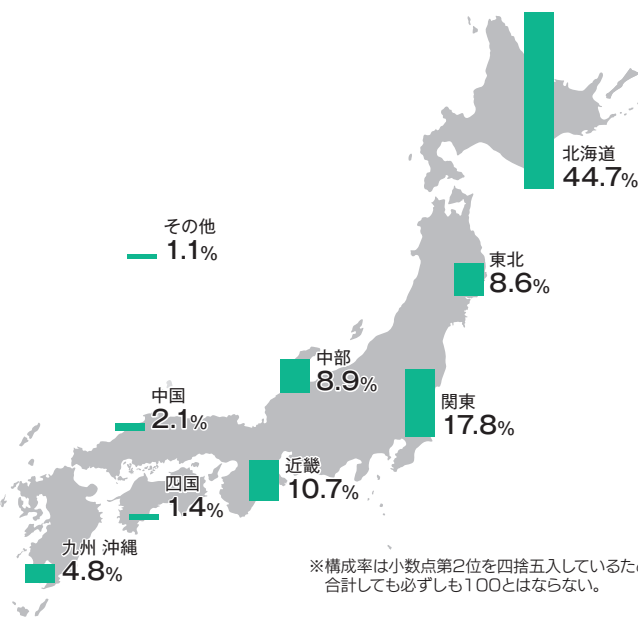 北海道
44.7%
その他
1.1%
東北
8.6%
中部
8.9%
中国
2.1%
関東
17.8%
近畿
10.7%
四国
1.4%
九州 沖縄
4.8%
※構成率は小数点第2位を四捨五入しているため
合計しても必ずしも100とはならない。